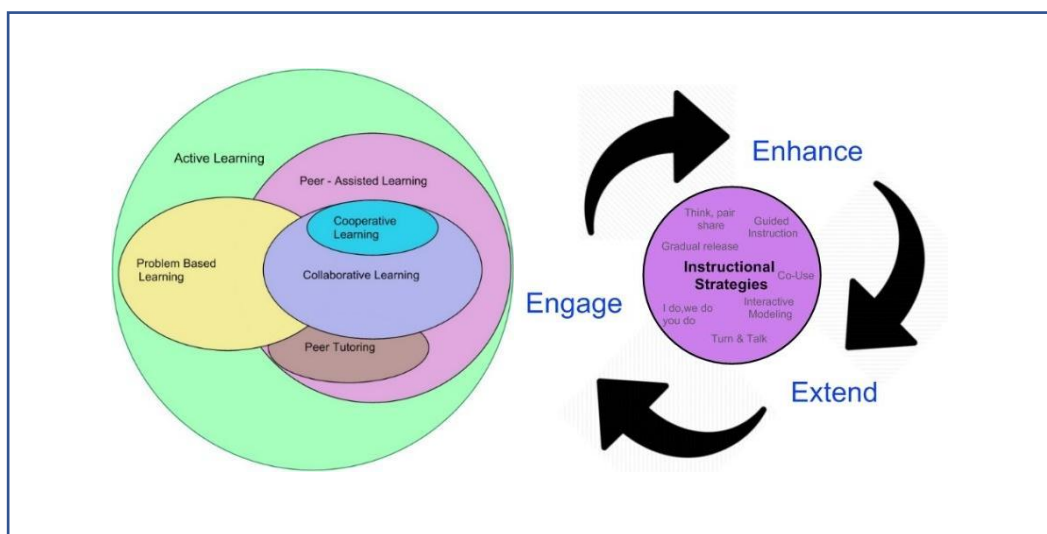 Active Learning
Peer - Assisted Learning
Cooperative
Learning
Problem Based
Learning
Collaborative Learning
Peer Tutoring
Enhance
Engage
Extend
Think, pair
share
Guided
Instruction
Gradual release
Instructional
Strategies
Co-Use
I do,we do
you do
Interactive
Modeling
Turn & Talk